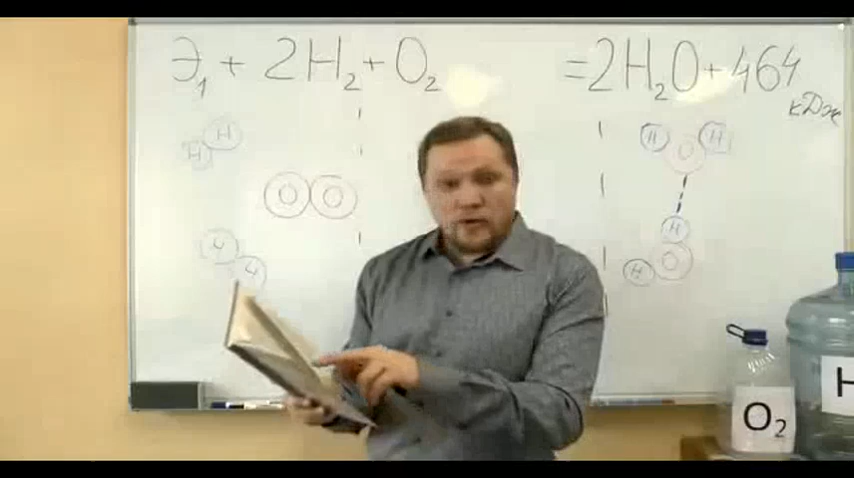 Э₁ + 2H₂ + O₂ = 2H₂O + 464
кДж
H H
H O H
O O
H
H H
H O
O₂
H